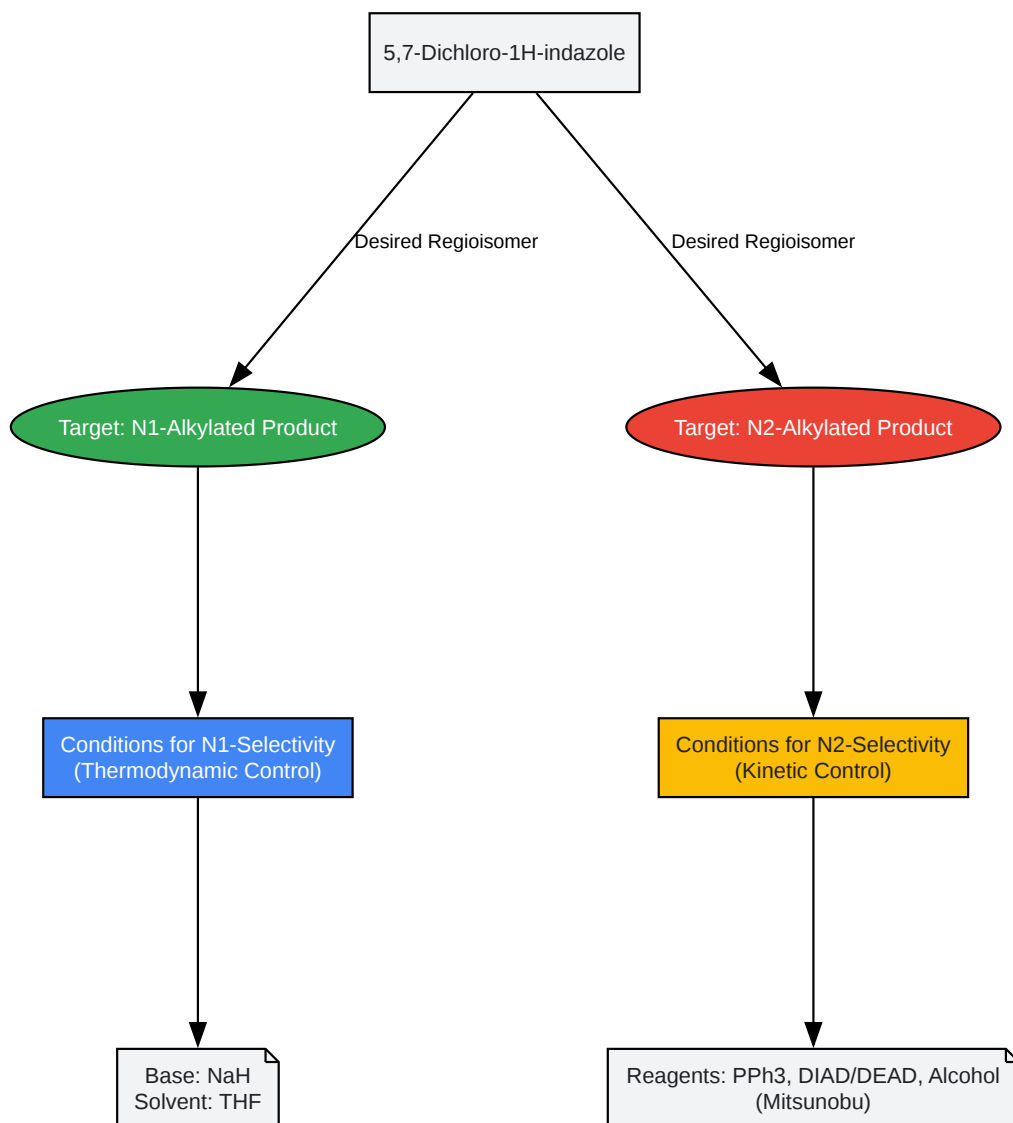 5,7-Dichloro-1H-indazole
Desired Regioisomer
Desired Regioisomer
Target: N1-Alkylated Product
Target: N2-Alkylated Product
Conditions for N1-Selectivity
(Thermodynamic Control)
Conditions for N2-Selectivity
(Kinetic Control)
Base: NaH
Solvent: THF
Reagents: PPh3, DIAD/DEAD, Alcohol
(Mitsunobu)